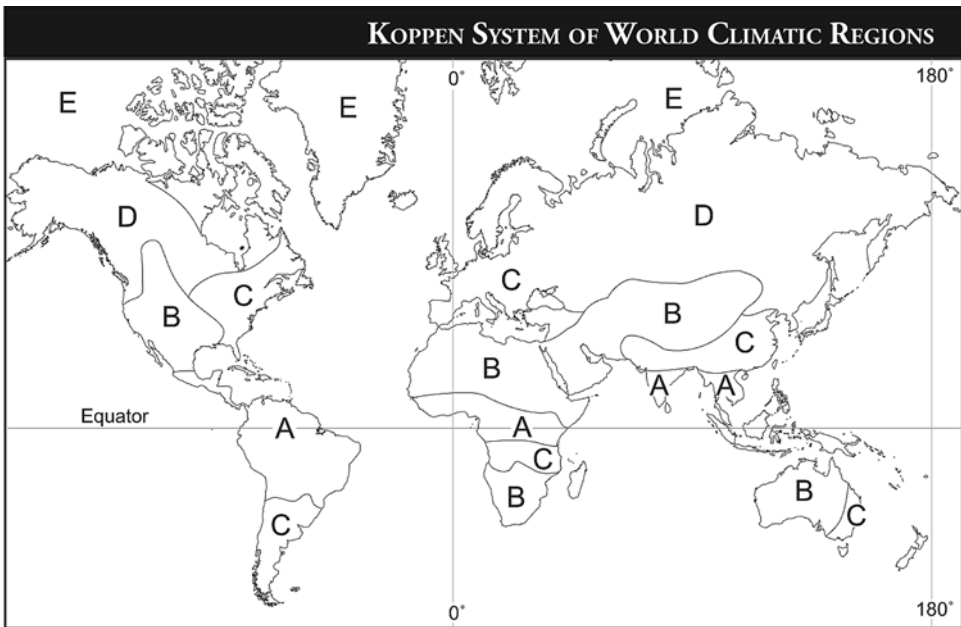 KOPPEN SYSTEM OF WORLD CLIMATIC REGIONS
0° 180°
E E E
D D
C C
B B B C
A A
Equator A A
C
B B C
C
0° 180°